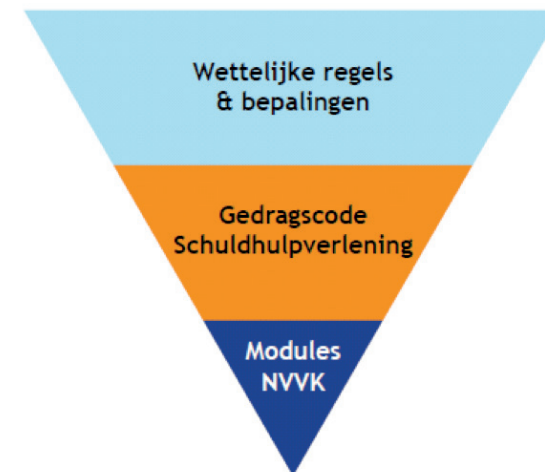 Wettelijke regels
& bepalingen
Gedragscode
Schuldhulpverlening
Modules
NVVK